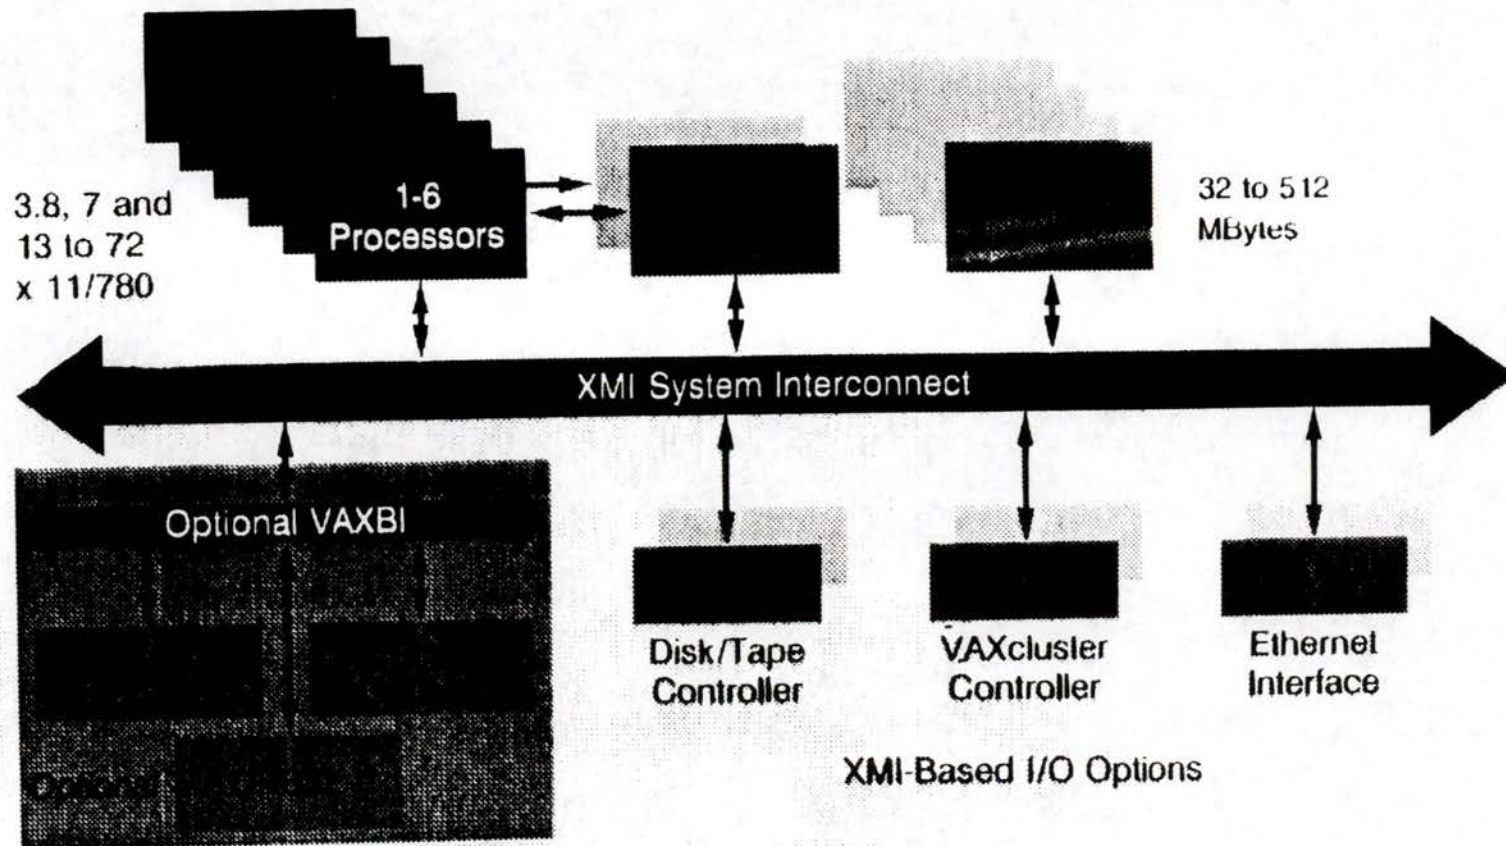 1-6
Processors
3.8, 7 and
13 to 72
x 11/780
32 to 512
MBytes
XMI System Interconnect
Optional VAXBI
Disk/Tape
Controller
VAXcluster
Controller
Ethernet
Interface
Optional
XMI-Based I/O Options